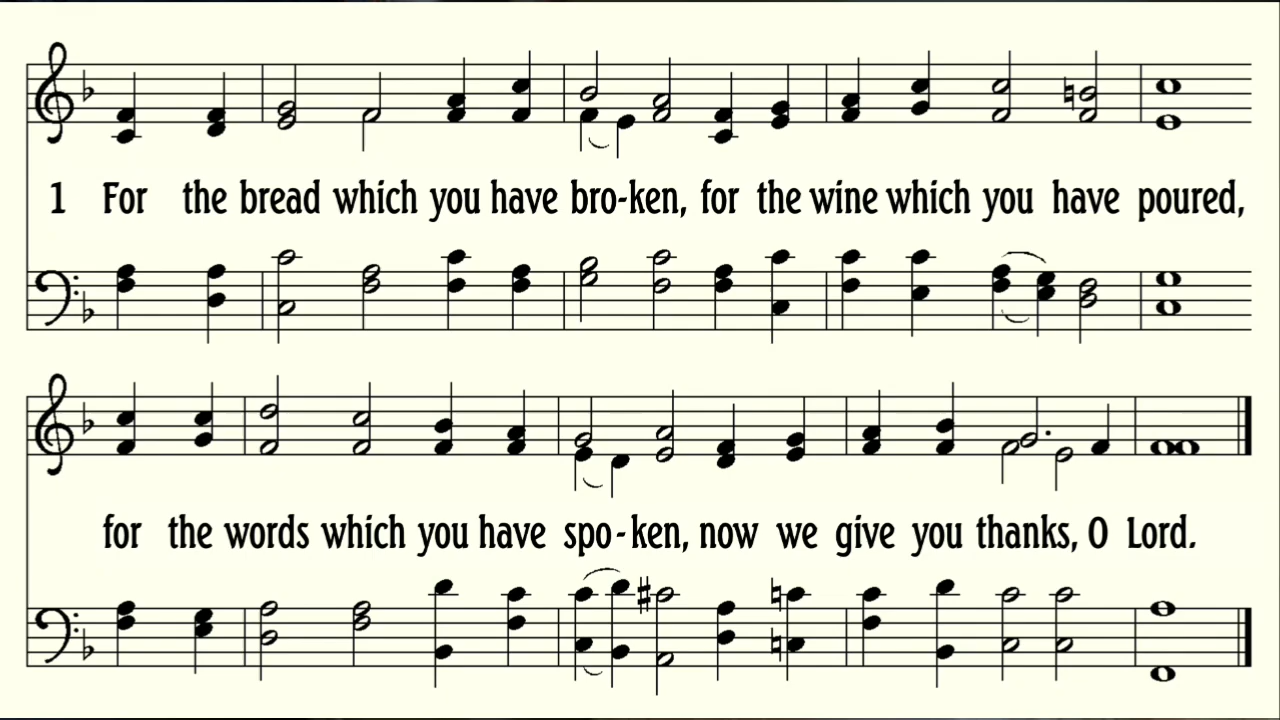 1 For the bread which you have bro-ken, for the wine which you have poured,
for the words which you have spo-ken, now we give you thanks, O Lord.